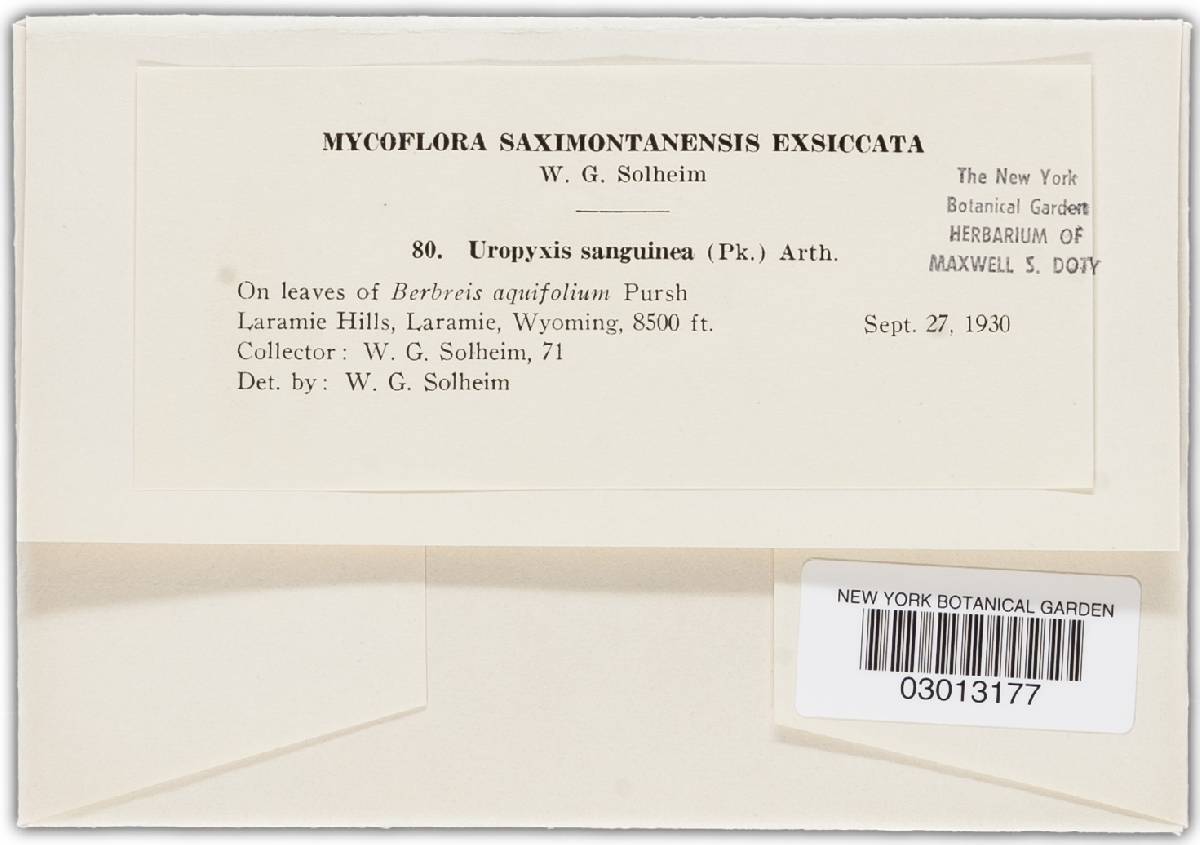 MYCOFLORA SAXIMONTANENSIS EXSICCATA
W. G. Solheim
80. Uropyxis sanguinea (Pk.) Arth.
On leaves of Berbreis aquifolium Pursh
Laramie Hills, Laramie, Wyoming, 8500 ft. Sept. 27, 1930
Collector: W. G. Solheim, 71
Det. by: W. G. Solheim
The New York
Botanical Garden
HERBARIUM OF
MAXWELL S. DOTY
NEW YORK BOTANICAL GARDEN
03013177